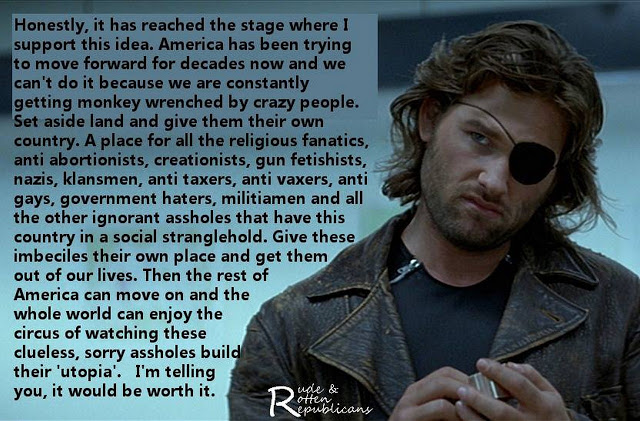 Honestly, it has reached the stage where I
support this idea. America has been trying
to move forward for decades now and we
can't do it because we are constantly
getting monkey wrenched by crazy people.
Set aside land and give them their own
country. A place for all the religious fanatics,
anti abortionists, creationists, gun fetishists,
nazis, klansmen, anti taxers, anti vaxers, anti
gays, government haters, militiamen and all
the other ignorant assholes that have this
country in a social stranglehold. Give these
imbeciles their own place and get them
out of our lives. Then the rest of
America can move on and the
whole world can enjoy the
circus of watching these
clueless, sorry assholes build
their 'utopia'. I'm telling
you, it would be worth it.
Rude &
Rotten
Republicans